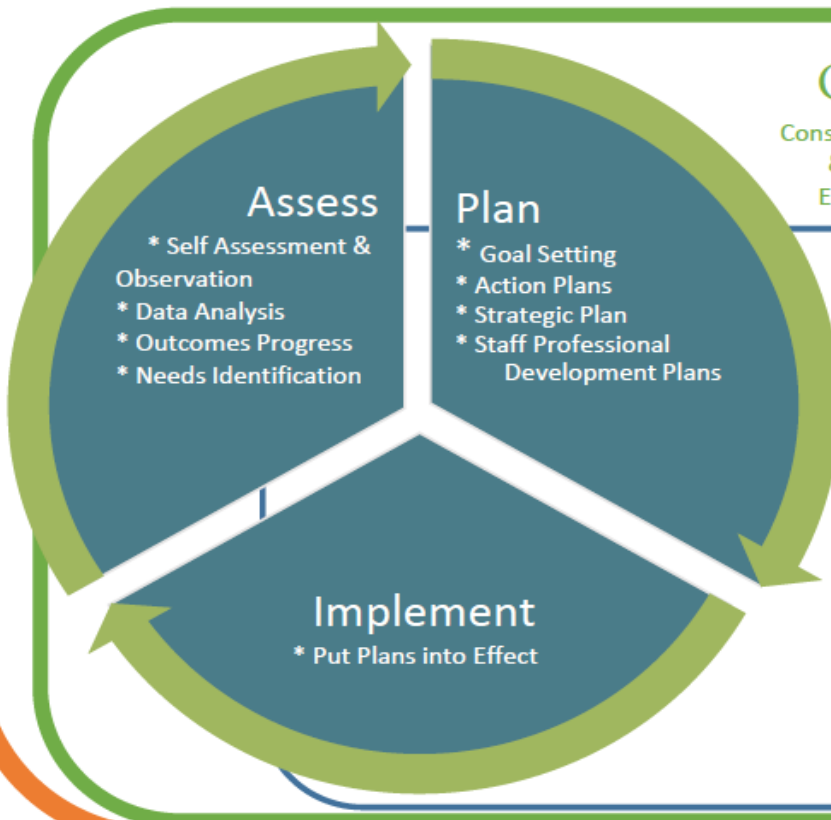 Assess
* Self Assessment &
Observation
* Data Analysis
* Outcomes Progress
* Needs Identification
Plan
* Goal Setting
* Action Plans
* Strategic Plan
* Staff Professional
Development Plans
Implement
* Put Plans into Effect